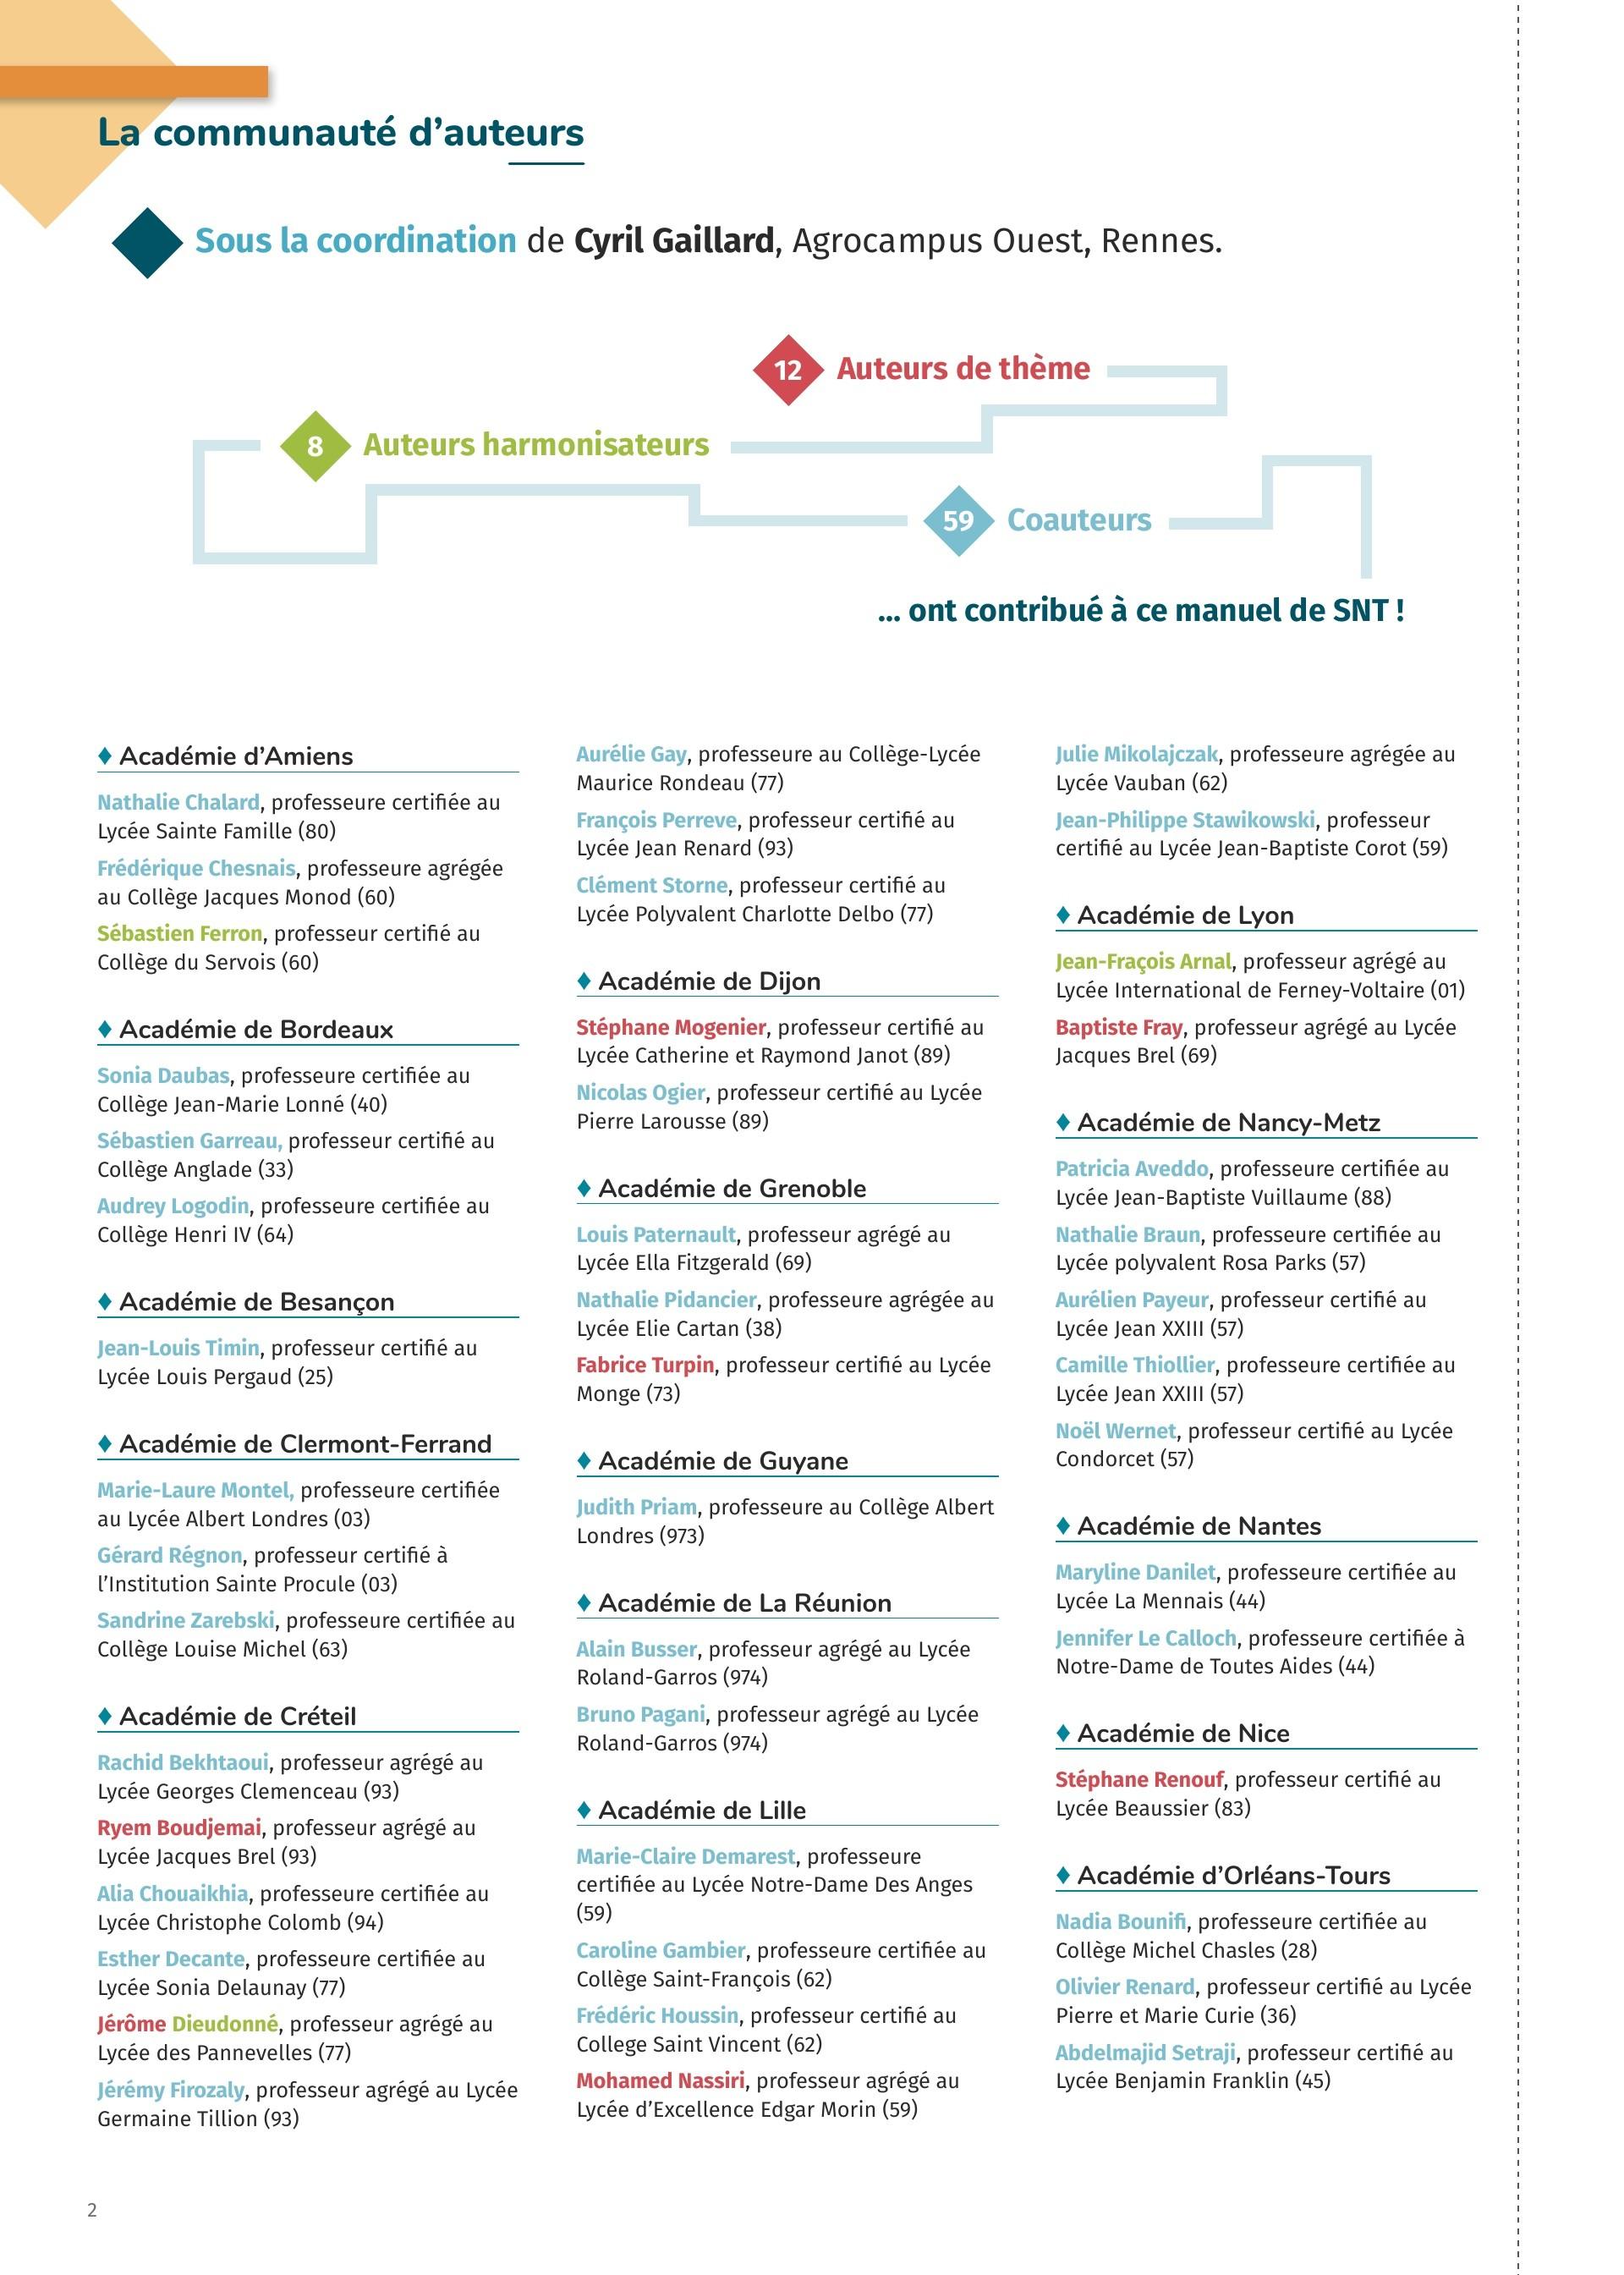 La communauté d’auteurs
Sous la coordination de Cyril Gaillard, Agrocampus Ouest, Rennes.
12 Auteurs de thème
8 Auteurs harmonisateurs
59 Coauteurs
... ont contribué à ce manuel de SNT !
♦ Académie d’Amiens
Nathalie Chalard, professeure certifiée au
Lycée Sainte Famille (80)
Frédérique Chesnais, professeure agrégée
au Collège Jacques Monod (60)
Sébastien Ferron, professeur certifié au
Collège du Servois (60)
♦ Académie de Bordeaux
Sonia Daubas, professeure certifiée au
Collège Jean-Marie Lonné (40)
Sébastien Garreau, professeur certifié au
Collège Anglade (33)
Audrey Logodin, professeure certifiée au
Collège Henri IV (64)
♦ Académie de Besançon
Jean-Louis Timin, professeur certifié au
Lycée Louis Pergaud (25)
♦ Académie de Clermont-Ferrand
Marie-Laure Montel, professeure certifiée
au Lycée Albert Londres (03)
Gérard Régnon, professeur certifié à
l’Institution Sainte Procule (03)
Sandrine Zarebski, professeure certifiée au
Collège Louise Michel (63)
♦ Académie de Créteil
Rachid Bekhtaoui, professeur agrégé au
Lycée Georges Clemenceau (93)
Ryem Boudjemai, professeur agrégé au
Lycée Jacques Brel (93)
Alia Chouaikhia, professeure certifiée au
Lycée Christophe Colomb (94)
Esther Decante, professeure certifiée au
Lycée Sonia Delaunay (77)
Jérôme Dieudonné, professeur agrégé au
Lycée des Pannevelles (77)
Jérémy Firozaly, professeur agrégé au Lycée
Germaine Tillion (93)
Aurélie Gay, professeure au Collège-Lycée
Maurice Rondeau (77)
François Perreve, professeur certifié au
Lycée Jean Renard (93)
Clément Storne, professeur certifié au
Lycée Polyvalent Charlotte Delbo (77)
♦ Académie de Dijon
Stéphane Mogenier, professeur certifié au
Lycée Catherine et Raymond Janot (89)
Nicolas Ogier, professeur certifié au Lycée
Pierre Larousse (89)
♦ Académie de Grenoble
Louis Paternault, professeur agrégé au
Lycée Ella Fitzgerald (69)
Nathalie Pidancier, professeure agrégée au
Lycée Elie Cartan (38)
Fabrice Turpin, professeur certifié au Lycée
Monge (73)
♦ Académie de Guyane
Judith Priam, professeure au Collège Albert
Londres (973)
♦ Académie de La Réunion
Alain Busser, professeur agrégé au Lycée
Roland-Garros (974)
Bruno Pagani, professeur agrégé au Lycée
Roland-Garros (974)
♦ Académie de Lille
Marie-Claire Demarest, professeure
certifiée au Lycée Notre-Dame Des Anges
(59)
Caroline Gambier, professeure certifiée au
Collège Saint-François (62)
Frédéric Houssin, professeur certifié au
College Saint Vincent (62)
Mohamed Nassiri, professeur agrégé au
Lycée d’Excellence Edgar Morin (59)
Julie Mikolajczak, professeure agrégée au
Lycée Vauban (62)
Jean-Philippe Stawikowski, professeur
certifié au Lycée Jean-Baptiste Corot (59)
♦ Académie de Lyon
Jean-Fraçois Arnal, professeur agrégé au
Lycée International de Ferney-Voltaire (01)
Baptiste Fray, professeur agrégé au Lycée
Jacques Brel (69)
♦ Académie de Nancy-Metz
Patricia Aveddo, professeure certifiée au
Lycée Jean-Baptiste Vuillaume (88)
Nathalie Braun, professeure certifiée au
Lycée polyvalent Rosa Parks (57)
Aurélien Payeur, professeur certifié au
Lycée Jean XXIII (57)
Camille Thiollier, professeure certifiée au
Lycée Jean XXIII (57)
Noël Wernet, professeur certifié au Lycée
Condorcet (57)
♦ Académie de Nantes
Maryline Danilet, professeure certifiée au
Lycée La Mennais (44)
Jennifer Le Calloch, professeure certifiée à
Notre-Dame de Toutes Aides (44)
♦ Académie de Nice
Stéphane Renouf, professeur certifié au
Lycée Beaussier (83)
♦ Académie d’Orléans-Tours
Nadia Bounifi, professeure certifiée au
Collège Michel Chasles (28)
Olivier Renard, professeur certifié au Lycée
Pierre et Marie Curie (36)
Abdelmajid Setraji, professeur certifié au
Lycée Benjamin Franklin (45)
2